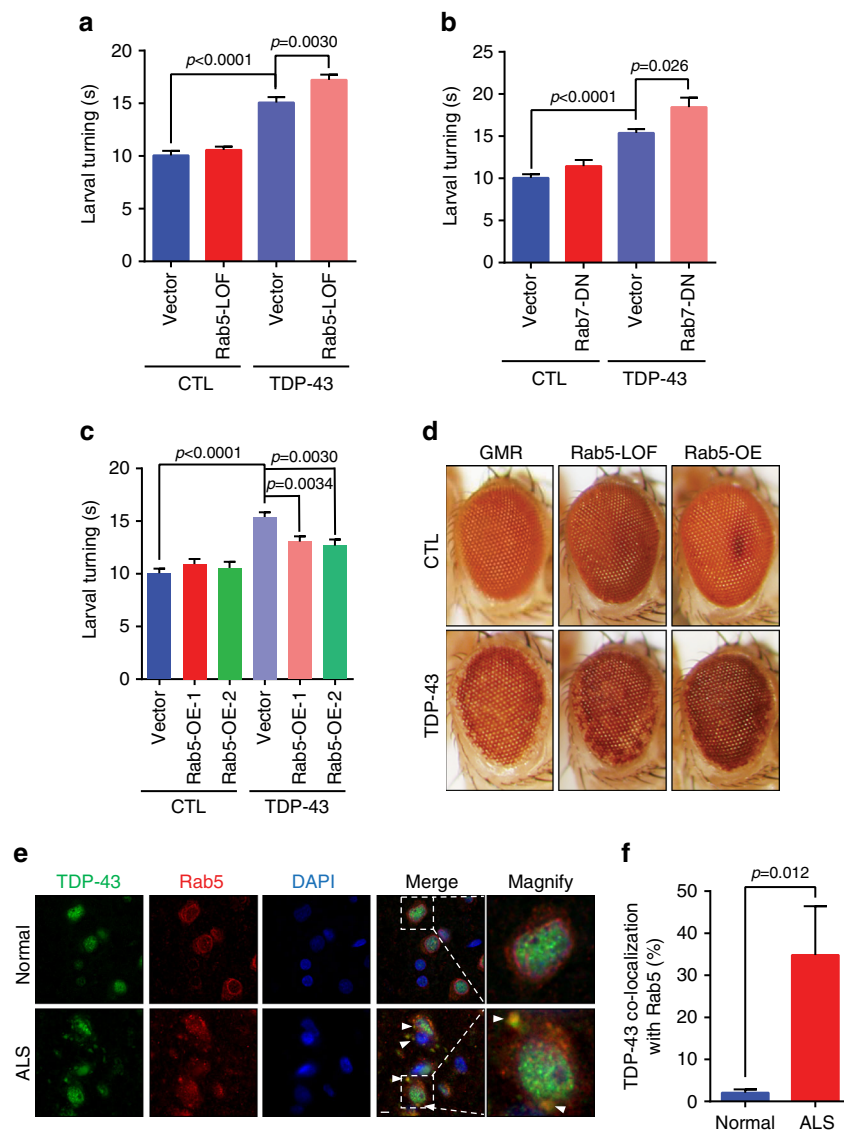 a
p<0.0001
p=0.0030
Larval turning (s)
20
15
10
5
0
Vector
Rab5-LOF
Vector
Rab5-LOF
CTL
TDP-43
b
p<0.0001
p=0.026
Larval turning (s)
25
20
15
10
5
0
Vector
Rab7-DN
Vector
Rab7-DN
CTL
TDP-43
c
p<0.0001
p=0.0030
p=0.0034
Larval turning (s)
20
15
10
5
0
Vector
Rab5-OE-1
Rab5-OE-2
Vector
Rab5-OE-1
Rab5-OE-2
CTL
TDP-43
d
GMR
Rab5-LOF
Rab5-OE
CTL
TDP-43
e
TDP-43
Rab5
DAPI
Merge
Magnify
Normal
ALS
f
p=0.012
TDP-43 co-localization
with Rab5 (%)
50
40
30
20
10
0
Normal
ALS